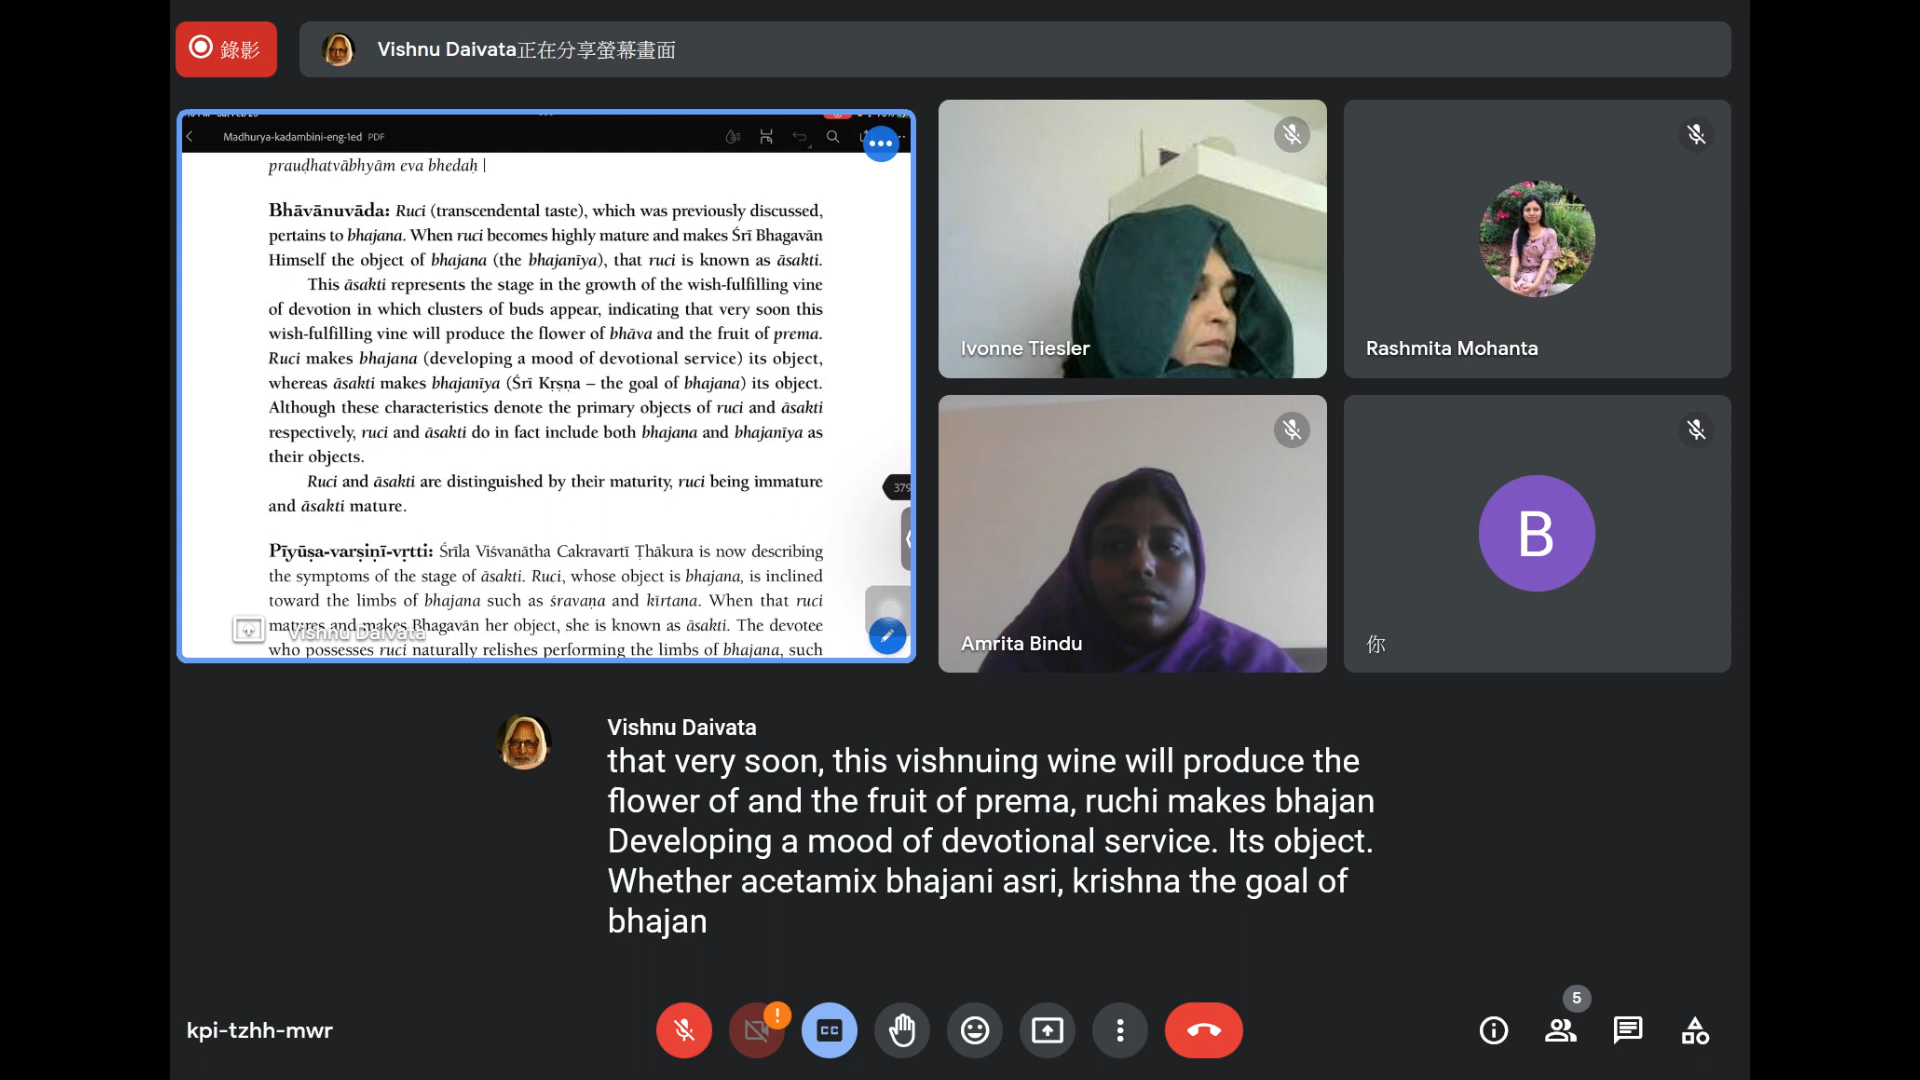 錄影
Vishnu Daivata正在分享螢幕畫面
Madhurya-kadambini-eng-1ed PDF
prauḍhatvābhyām eva bhedaḥ |
Bhāvānuvāda: Ruci (transcendental taste), which was previously discussed,
pertains to bhajana. When ruci becomes highly mature and makes Śrī Bhagavān
Himself the object of bhajana (the bhajanīya), that ruci is known as āsakti.
This āsakti represents the stage in the growth of the wish-fulfilling vine
of devotion in which clusters of buds appear, indicating that very soon this
wish-fulfilling vine will produce the flower of bhāva and the fruit of prema.
Ruci makes bhajana (developing a mood of devotional service) its object,
whereas āsakti makes bhajanīya (Śrī Kṛṣṇa – the goal of bhajana) its object.
Although these characteristics denote the primary objects of ruci and āsakti
respectively, ruci and āsakti do in fact include both bhajana and bhajanīya as
their objects.
Ruci and āsakti are distinguished by their maturity, ruci being immature
and āsakti mature.
379
Pīyūṣa-varṣiṇī-vṛtti: Śrīla Viśvanātha Cakravartī Ṭhākura is now describing
the symptoms of the stage of āsakti. Ruci, whose object is bhajana, is inclined
toward the limbs of bhajana such as śravaṇa and kīrtana. When that ruci
matures and makes Bhagavān her object, she is known as āsakti. The devotee
who possesses ruci naturally relishes performing the limbs of bhajana, such
Vishnu Daivata
Ivonne Tiesler
Rashmita Mohanta
Amrita Bindu
B
你
Vishnu Daivata
that very soon, this vishnuing wine will produce the
flower of and the fruit of prema, ruchi makes bhajan
Developing a mood of devotional service. Its object.
Whether acetamix bhajani asri, krishna the goal of
bhajan
kpi-tzhh-mwr
!
CC
5